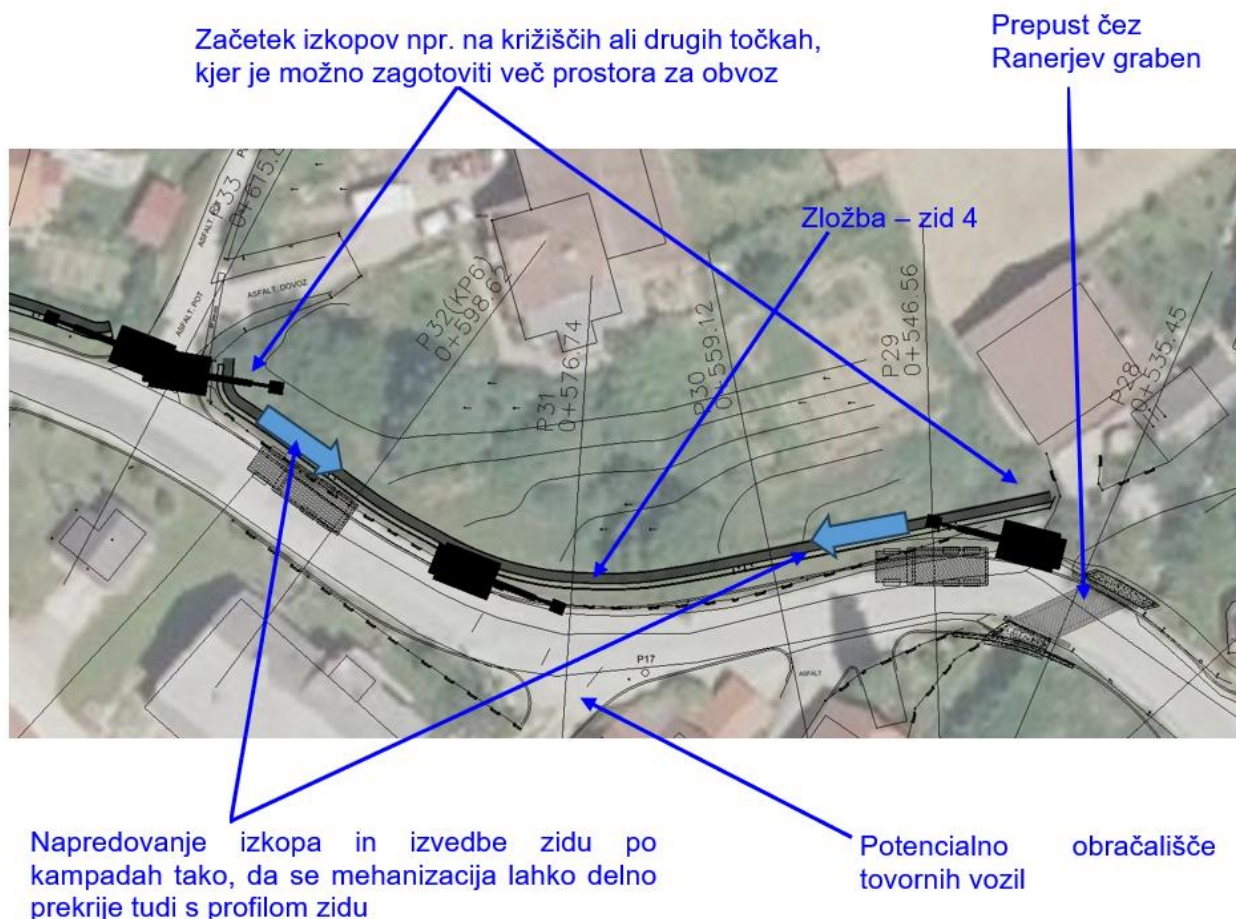 Začetek izkopov npr. na križiščih ali drugih točkah,
kjer je možno zagotoviti več prostora za obvoz
Prepust čez
Ranerjev graben
Zložba – zid 4
P33
ASFALT. POT
ASFALT. DOVOZ
ASFALT. POT
P32(KP6)
0+598.62
P31
0+576.74
P30
0+559.12
P29
0+546.56
P28
0+535.45
P17
ASFALT
Napredovanje izkopa in izvedbe zidu po
kampadah tako, da se mehanizacija lahko delno
prekrije tudi s profilom zidu
Potencialno obračališče
tovornih vozil